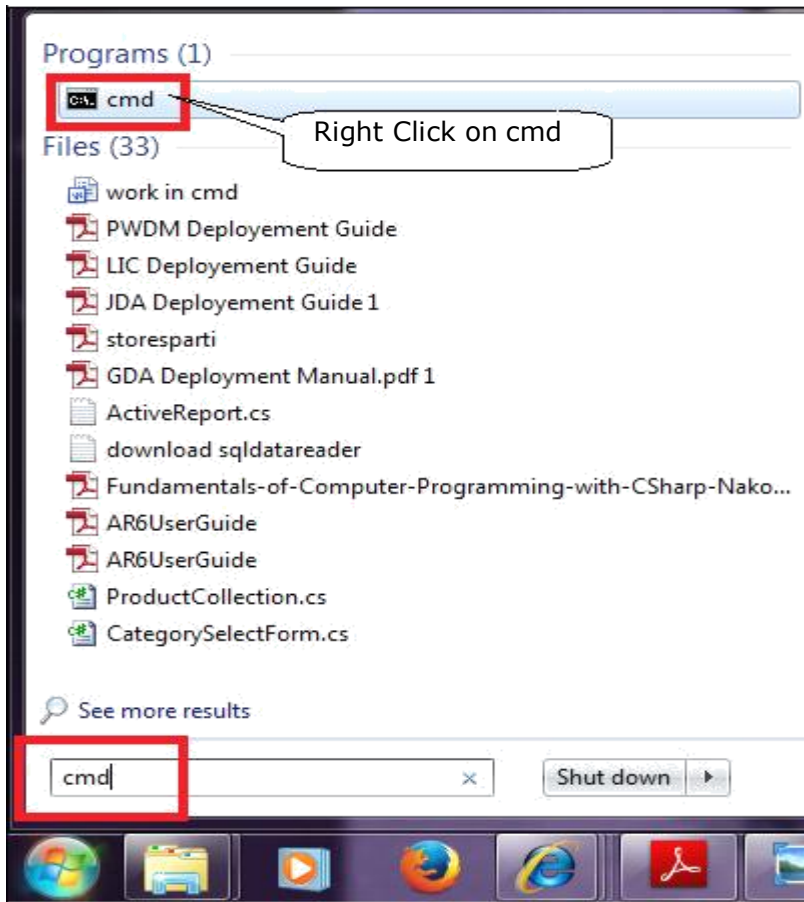 Programs (1)
cmd
Right Click on cmd
Files (33)
work in cmd
PWDM Deployement Guide
LIC Deployement Guide
JDA Deployement Guide 1
storesparti
GDA Deployment Manual.pdf 1
ActiveReport.cs
download sqldatareader
Fundamentals-of-Computer-Programming-with-CSharp-Nako...
AR6UserGuide
AR6UserGuide
ProductCollection.cs
CategorySelectForm.cs
See more results
cmd
Shut down